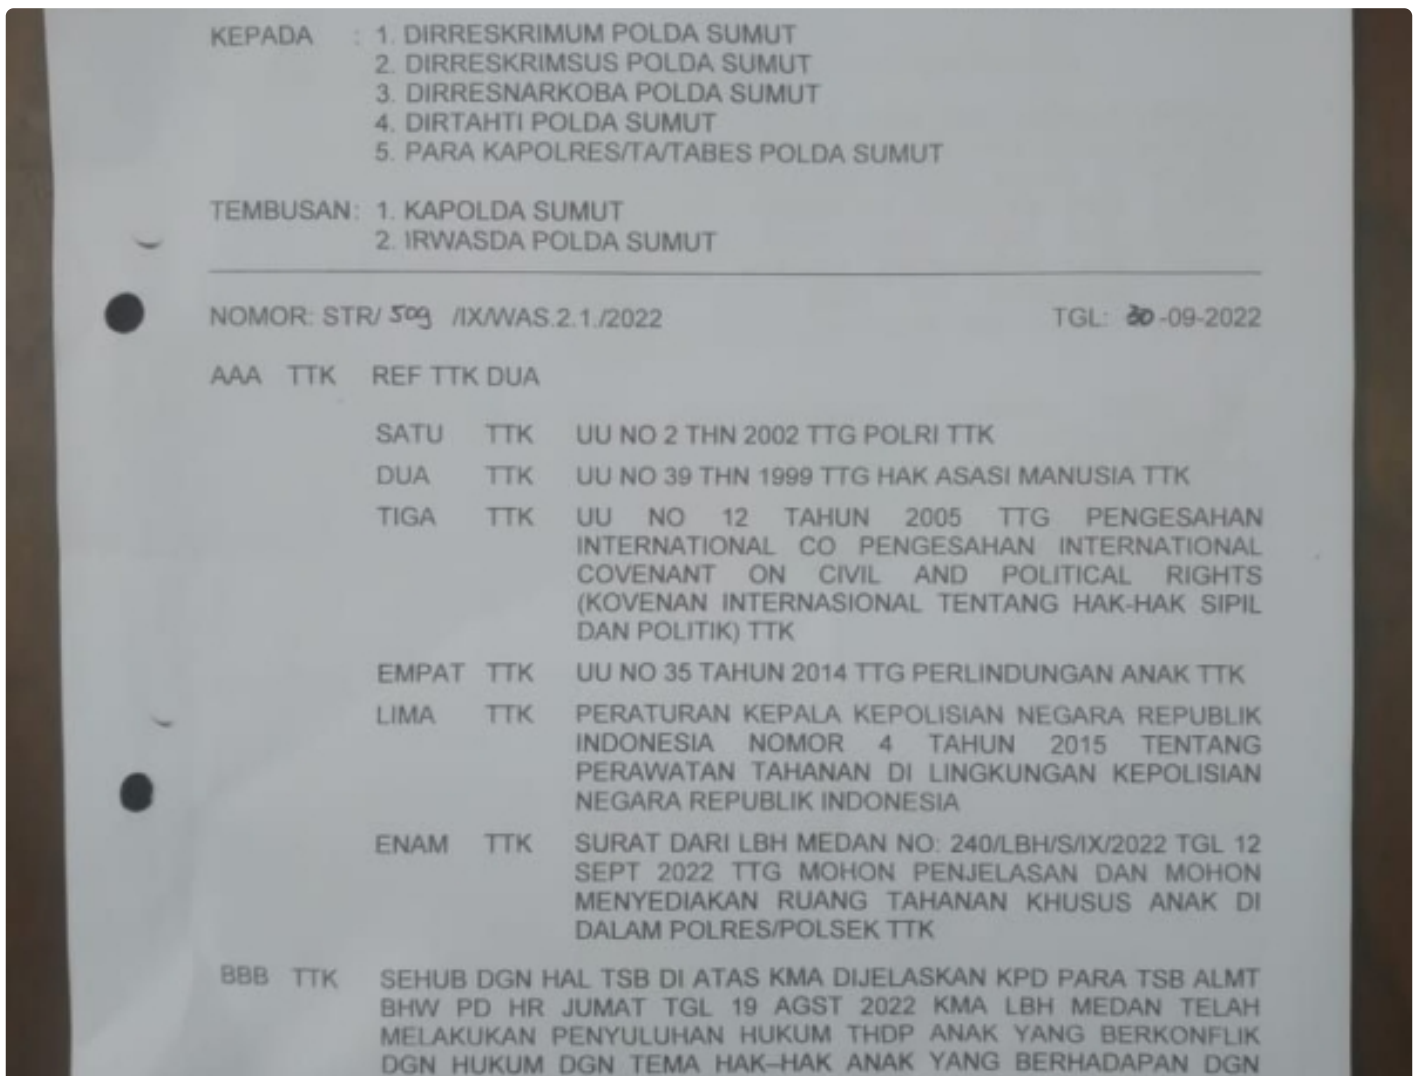 KEPADA : 1. DIRRESKRIMUM POLDA SUMUT
2. DIRRESKRIMSUS POLDA SUMUT
3. DIRRESNARKOBA POLDA SUMUT
4. DIRTAHTI POLDA SUMUT
5. PARA KAPOLRES/TA/TABES POLDA SUMUT
TEMBUSAN: 1. KAPOLDA SUMUT
2. IRWASDA POLDA SUMUT
NOMOR: STR/ 509 /IX/WAS.2.1./2022 TGL: 30-09-2022
AAA TTK REF TTK DUA
SATU TTK UU NO 2 THN 2002 TTG POLRI TTK
DUA TTK UU NO 39 THN 1999 TTG HAK ASASI MANUSIA TTK
TIGA TTK UU NO 12 TAHUN 2005 TTG PENGESAHAN
INTERNATIONAL CO PENGESAHAN INTERNATIONAL
COVENANT ON CIVIL AND POLITICAL RIGHTS
(KOVENAN INTERNASIONAL TENTANG HAK-HAK SIPIL
DAN POLITIK) TTK
EMPAT TTK UU NO 35 TAHUN 2014 TTG PERLINDUNGAN ANAK TTK
LIMA TTK PERATURAN KEPALA KEPOLISIAN NEGARA REPUBLIK
INDONESIA NOMOR 4 TAHUN 2015 TENTANG
PERAWATAN TAHANAN DI LINGKUNGAN KEPOLISIAN
NEGARA REPUBLIK INDONESIA
ENAM TTK SURAT DARI LBH MEDAN NO: 240/LBH/S/IX/2022 TGL 12
SEPT 2022 TTG MOHON PENJELASAN DAN MOHON
MENYEDIAKAN RUANG TAHANAN KHUSUS ANAK DI
DALAM POLRES/POLSEK TTK
BBB TTK SEHUB DGN HAL TSB DI ATAS KMA DIJELASKAN KPD PARA TSB ALMT
BHW PD HR JUMAT TGL 19 AGST 2022 KMA LBH MEDAN TELAH
MELAKUKAN PENYULUHAN HUKUM THDP ANAK YANG BERKONFLIK
DGN HUKUM DGN TEMA HAK–HAK ANAK YANG BERHADAPAN DGN